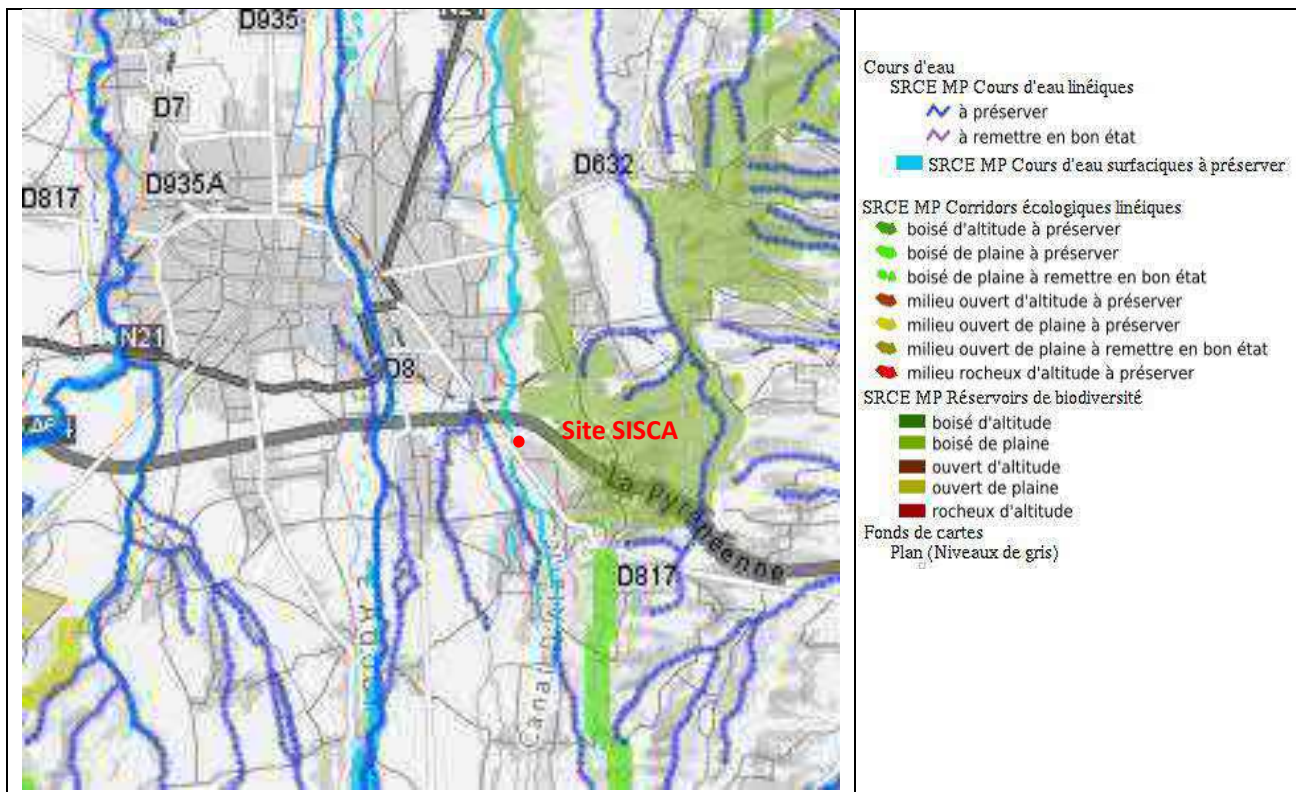 D935
N21
D7
D632
D817
D935A
N21
D8
A64
Site SISCA
La Pyrénéenne
D817
L'Adour
Canal
Cours d'eau
SRCE MP Cours d'eau linéiques
à préserver
à remettre en bon état
SRCE MP Cours d'eau surfaciques à préserver
SRCE MP Corridors écologiques linéiques
boisé d'altitude à préserver
boisé de plaine à préserver
boisé de plaine à remettre en bon état
milieu ouvert d'altitude à préserver
milieu ouvert de plaine à préserver
milieu ouvert de plaine à remettre en bon état
milieu rocheux d'altitude à préserver
SRCE MP Réservoirs de biodiversité
boisé d'altitude
boisé de plaine
ouvert d'altitude
ouvert de plaine
rocheux d'altitude
Fonds de cartes
Plan (Niveaux de gris)